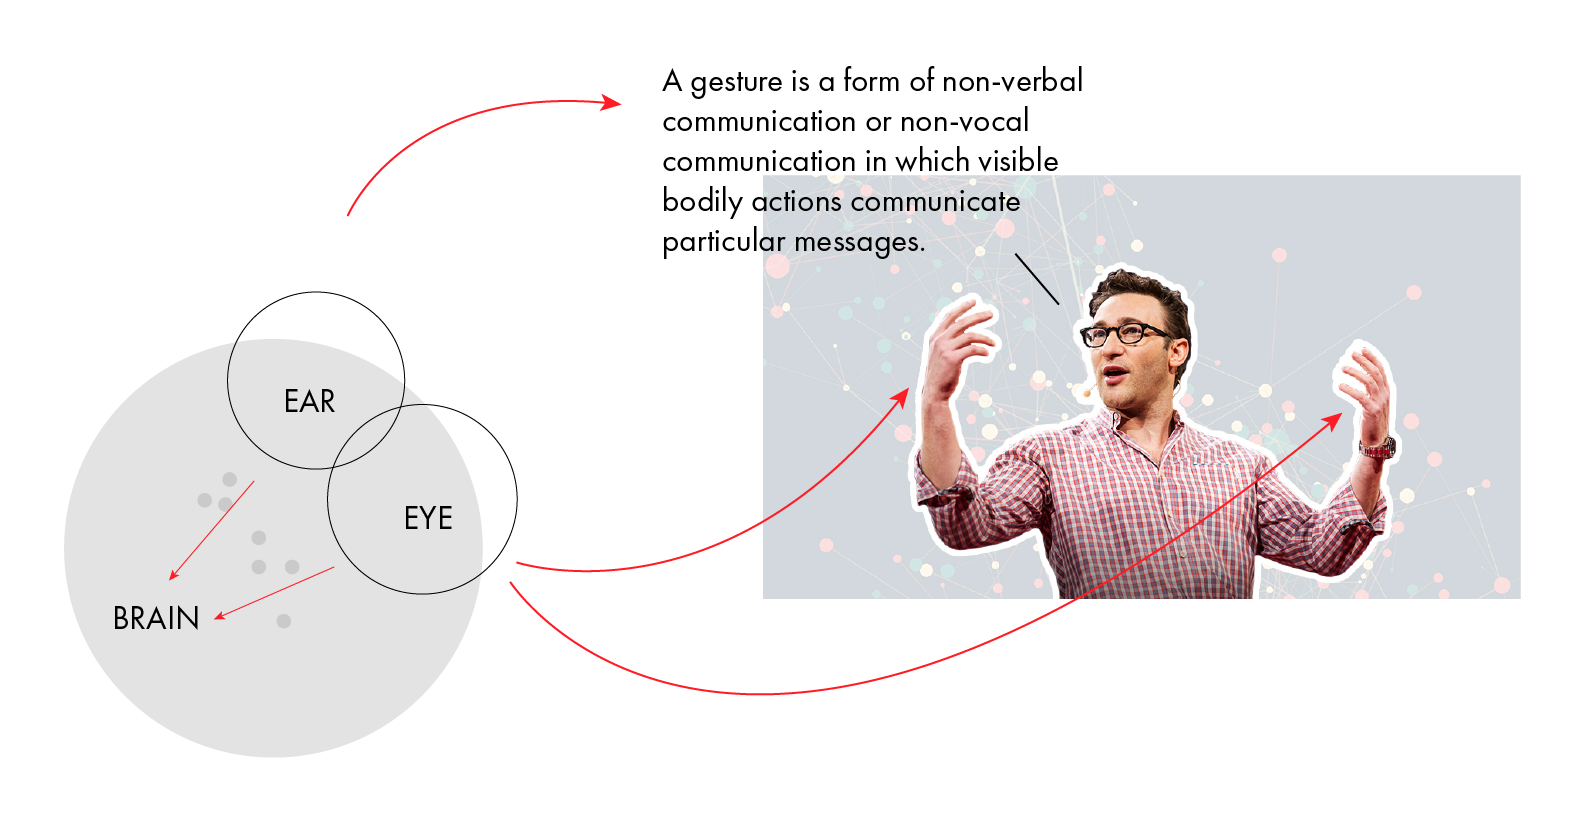 A gesture is a form of non-verbal
communication or non-vocal
communication in which visible
bodily actions communicate
particular messages.
EAR
EYE
BRAIN